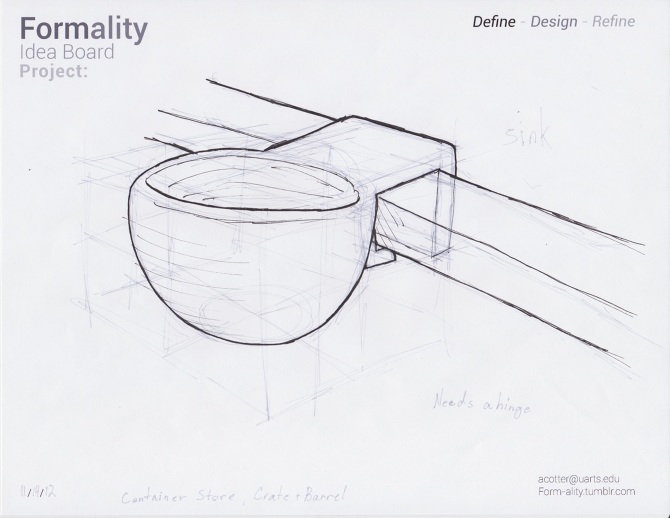 Formality
Idea Board
Project:
Define - Design - Refine
sink
Needs a hinge
11/14/12
Container Store, Crate + Barrel
acotter@uarts.edu
Form-ality.tumblr.com